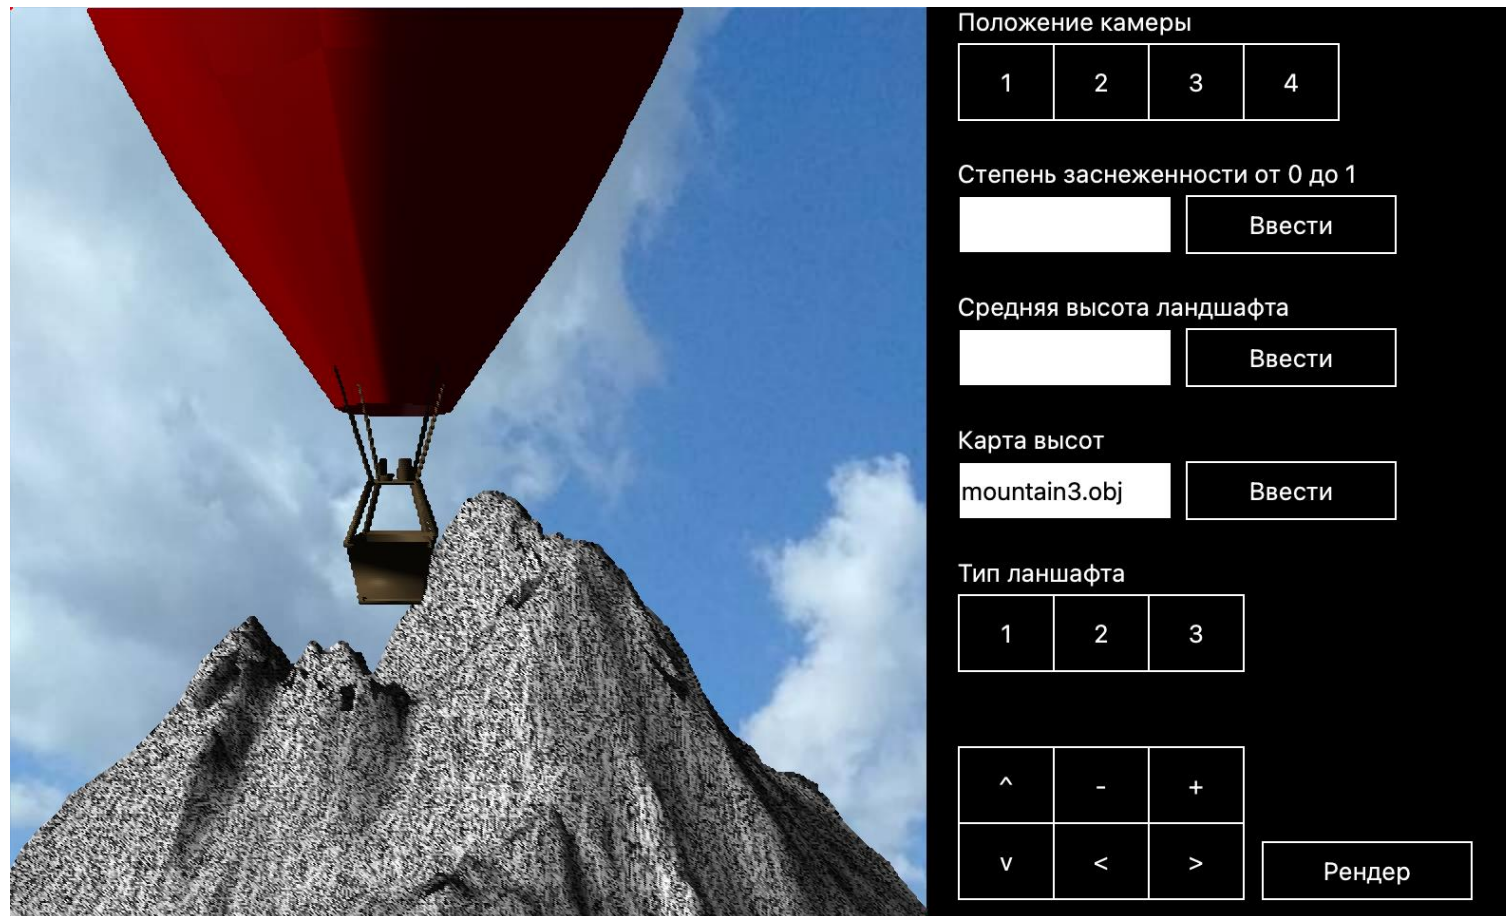 Положение камеры
1 2 3 4
Степень заснеженности от 0 до 1
Ввести
Средняя высота ландшафта
Ввести
Карта высот
mountain3.obj Ввести
Тип ланшафта
1 2 3
^ - +
v < >
Рендер